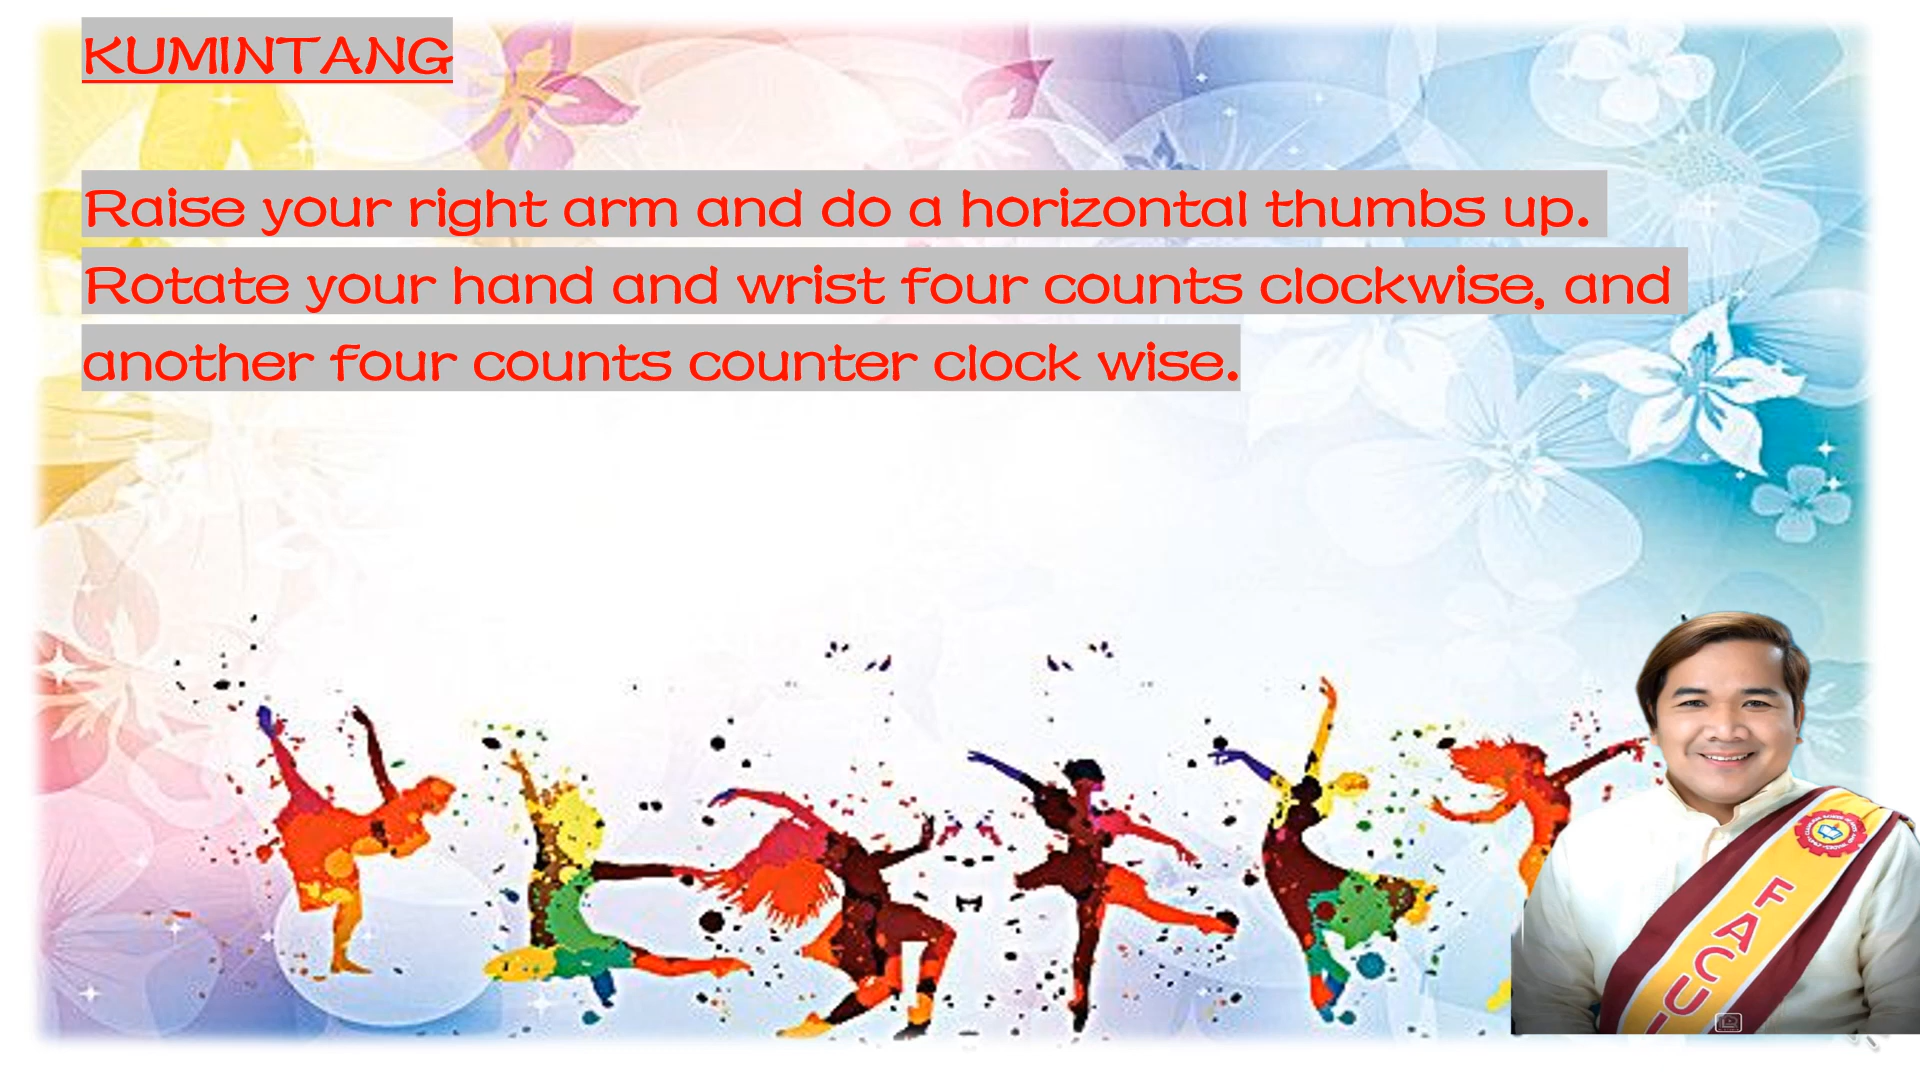 KUMINTANG
Raise your right arm and do a horizontal thumbs up.
Rotate your hand and wrist four counts clockwise, and
another four counts counter clock wise.
FACU